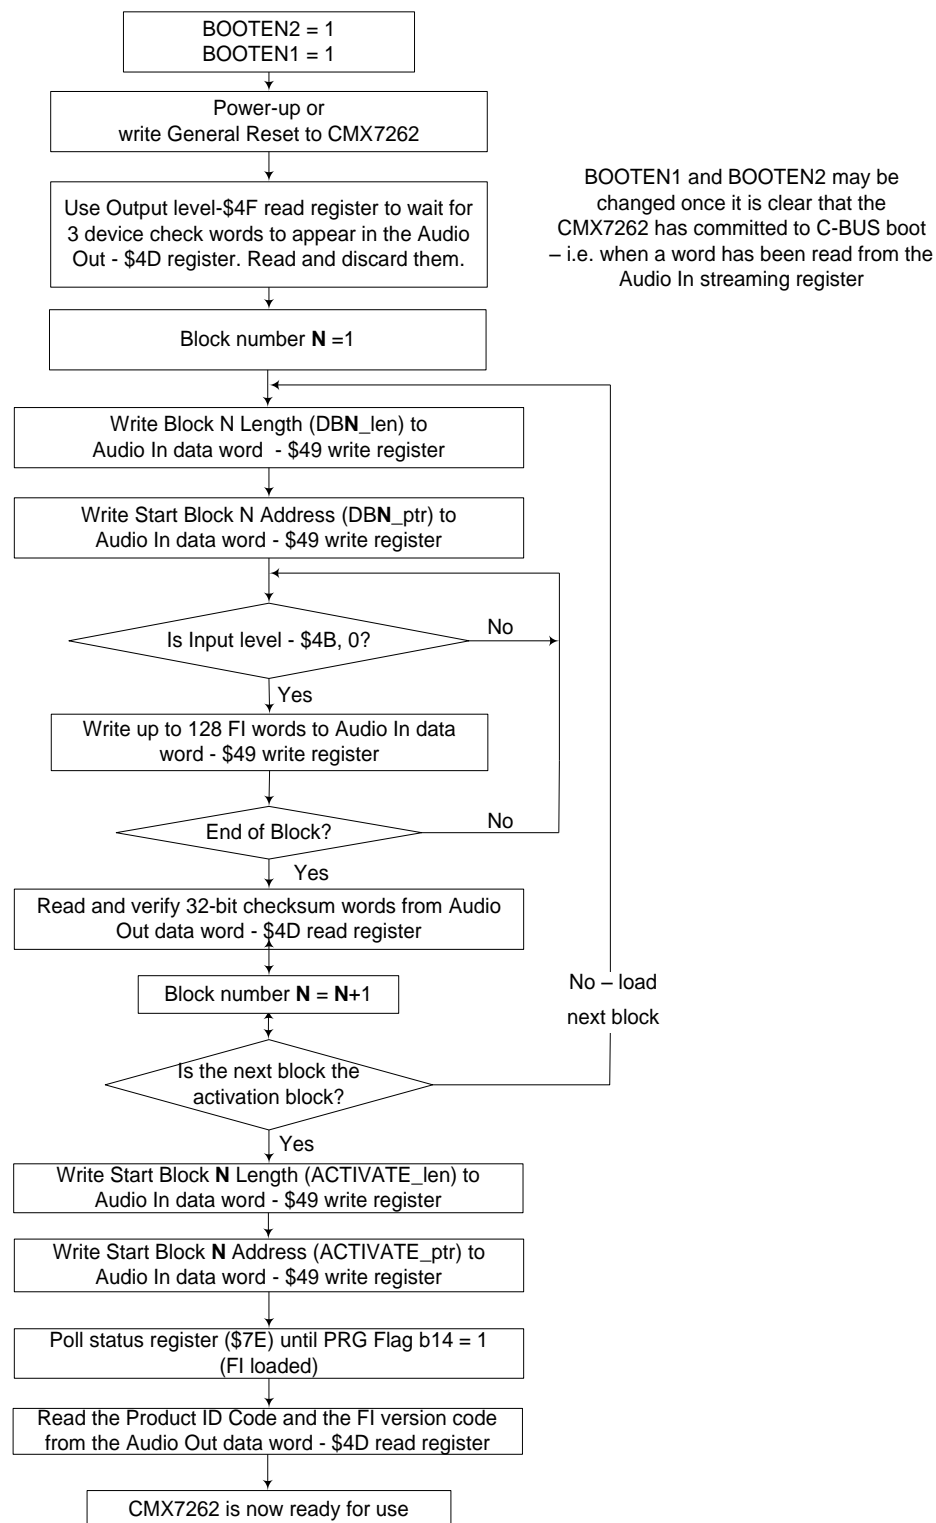 BOOTEN2 = 1
BOOTEN1 = 1
Power-up or
write General Reset to CMX7262
Use Output level-$4F read register to wait for
3 device check words to appear in the Audio
Out - $4D register. Read and discard them.
BOOTEN1 and BOOTEN2 may be
changed once it is clear that the
CMX7262 has committed to C-BUS boot
– i.e. when a word has been read from the
Audio In streaming register
Block number N =1
Write Block N Length (DBN_len) to
Audio In data word - $49 write register
Write Start Block N Address (DBN_ptr) to
Audio In data word - $49 write register
Is Input level - $4B, 0?
No
Yes
Write up to 128 FI words to Audio In data
word - $49 write register
End of Block?
No
Yes
Read and verify 32-bit checksum words from Audio
Out data word - $4D read register
Block number N = N+1
No – load
next block
Is the next block the
activation block?
Yes
Write Start Block N Length (ACTIVATE_len) to
Audio In data word - $49 write register
Write Start Block N Address (ACTIVATE_ptr) to
Audio In data word - $49 write register
Poll status register ($7E) until PRG Flag b14 = 1
(FI loaded)
Read the Product ID Code and the FI version code
from the Audio Out data word - $4D read register
CMX7262 is now ready for use